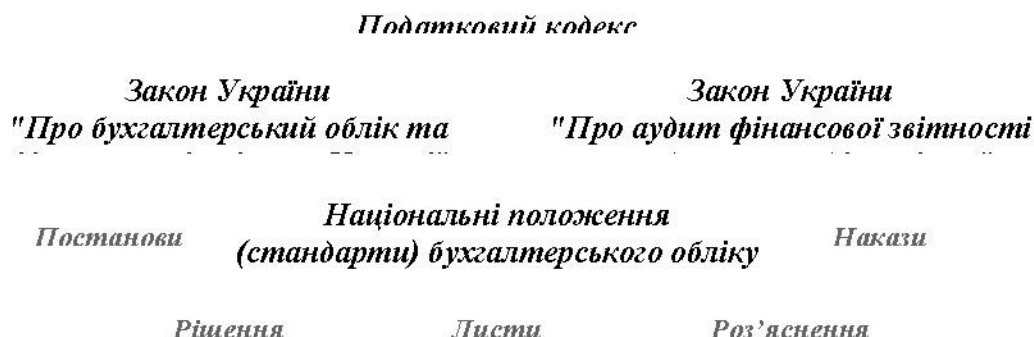 Податковий кодекс
Закон України
"Про бухгалтерський облік та
Закон України
"Про аудит фінансової звітності
Національні положення
(стандарти) бухгалтерського обліку
Постанови
Накази
Рішення
Листи
Роз’яснення